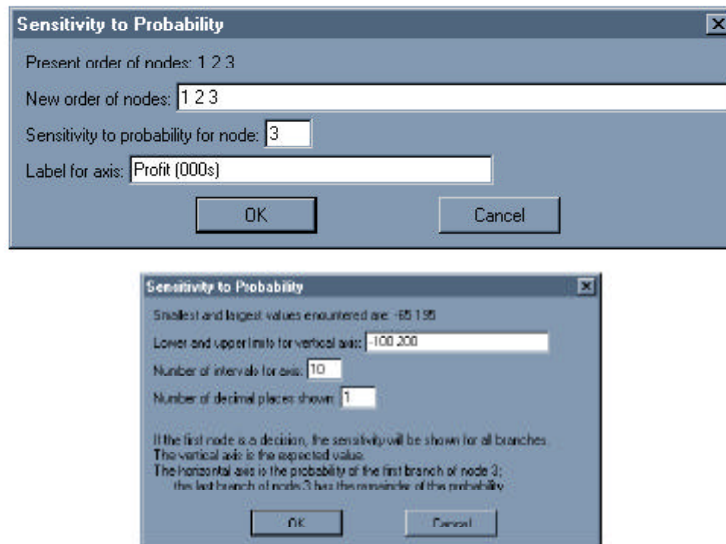 Sensitivity to Probability
Present order of nodes: 1 2 3
New order of nodes: 1 2 3
Sensitivity to probability for node: 3
Label for axis: Profit (000s)
OK Cancel
Sensitivity to Probability
Smallest and largest values encountered are: -65 195
Lower and upper limits for vertical axis: -100,200
Number of intervals for axis: 10
Number of decimal places shown: 1
If the first node is a decision, the sensitivity will be shown for all branches.
The vertical axis is the expected value.
The horizontal axis is the probability of the first branch of node 3;
the last branch of node 3 has the remainder of the probability.
OK Cancel